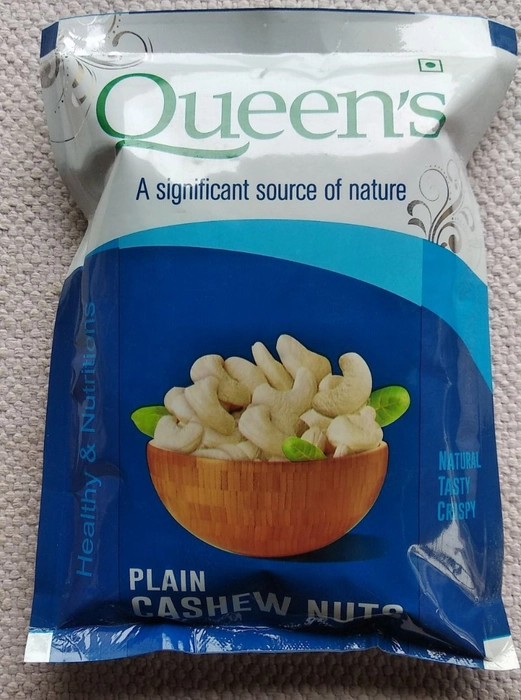 Queen's
A significant source of nature
Healthy & Nutritions
NATURAL
TASTY
CRISPY
PLAIN
CASHEW NUTS